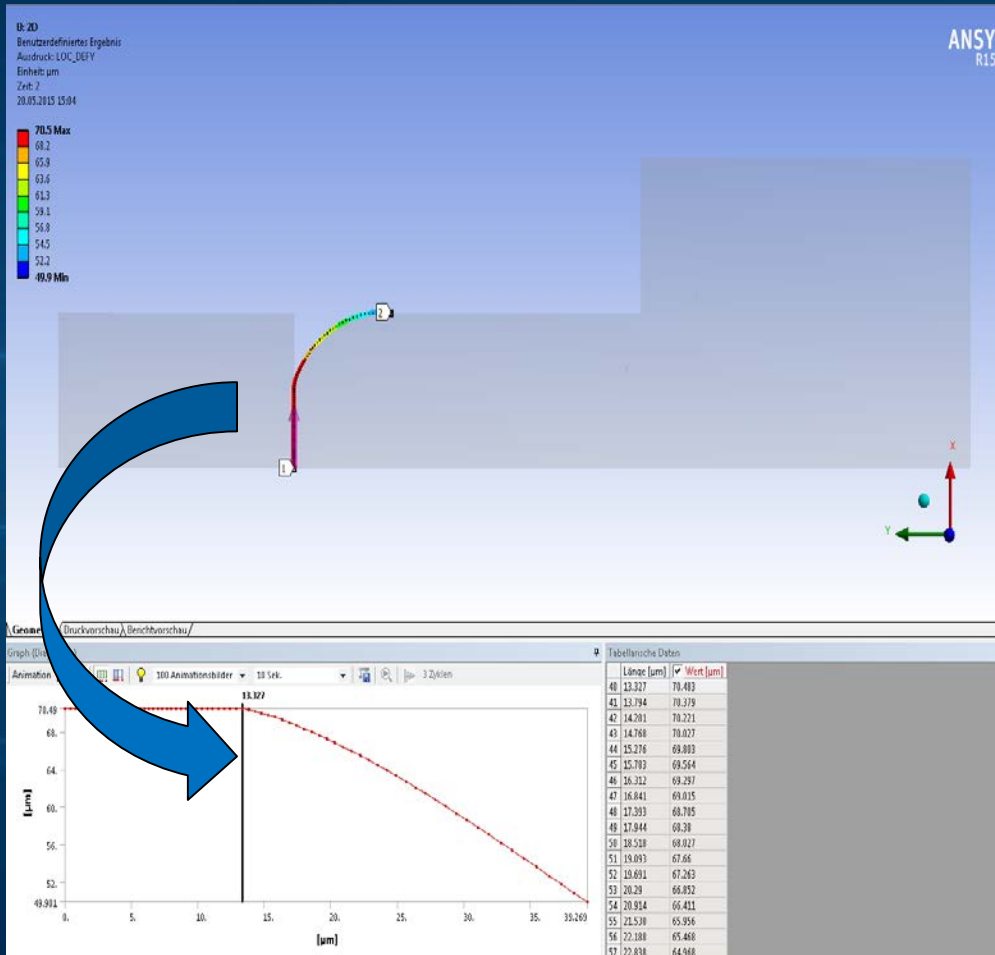 B: 2D
Benutzerdefiniertes Ergebnis
Ausdruck: LOC_DEFY
Einheit: µm
Zeit: 2
20.05.2015 15:04
70.5 Max
68.2
65.9
63.6
61.3
59.1
56.8
54.5
52.2
49.9 Min
ANSY
R15
2
1
X
Y
Druckvorschau Berichtvorschau
Graph
Animation 100 Animationsbilder 10 Sek. 3 Zyklen
13.327
70.49
68.
64.
60.
56.
52.
49.901
[µm]
0. 5. 10. 15. 20. 25. 30. 35. 39.269
[µm]
Tabellarische Daten
Länge [µm] Wert [µm]
40 13.327 70.483
41 13.794 70.379
42 14.281 70.221
43 14.768 70.027
44 15.276 69.803
45 15.783 69.564
46 16.312 69.297
47 16.841 69.015
48 17.393 68.705
49 17.944 68.38
50 18.518 68.027
51 19.093 67.66
52 19.691 67.263
53 20.29 66.852
54 20.914 66.411
55 21.538 65.956
56 22.188 65.468
57 22.838 64.968